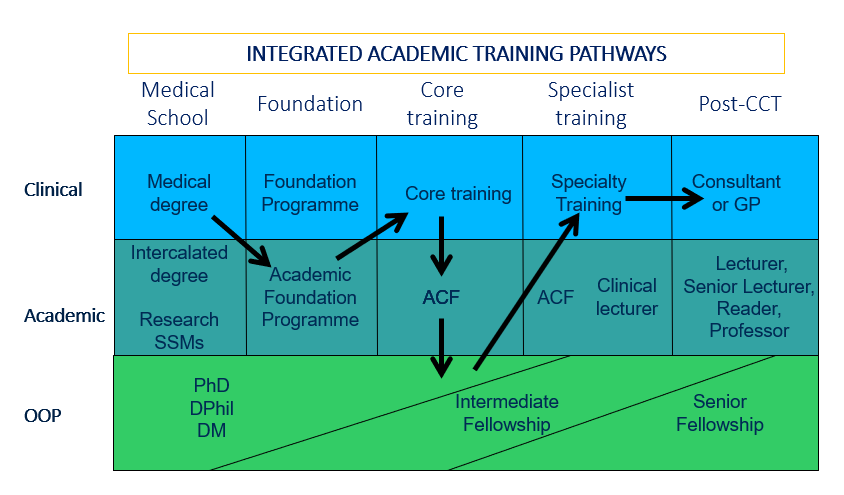 INTEGRATED ACADEMIC TRAINING PATHWAYS
Medical
School
Foundation
Core
training
Specialist
training
Post-CCT
Clinical
Medical
degree
Foundation
Programme
Core training
Specialty
Training
Consultant
or GP
Academic
Intercalated
degree
Research
SSMs
Academic
Foundation
Programme
ACF
ACF
Clinical
lecturer
Lecturer,
Senior Lecturer,
Reader,
Professor
OOP
PhD
DPhil
DM
Intermediate
Fellowship
Senior
Fellowship